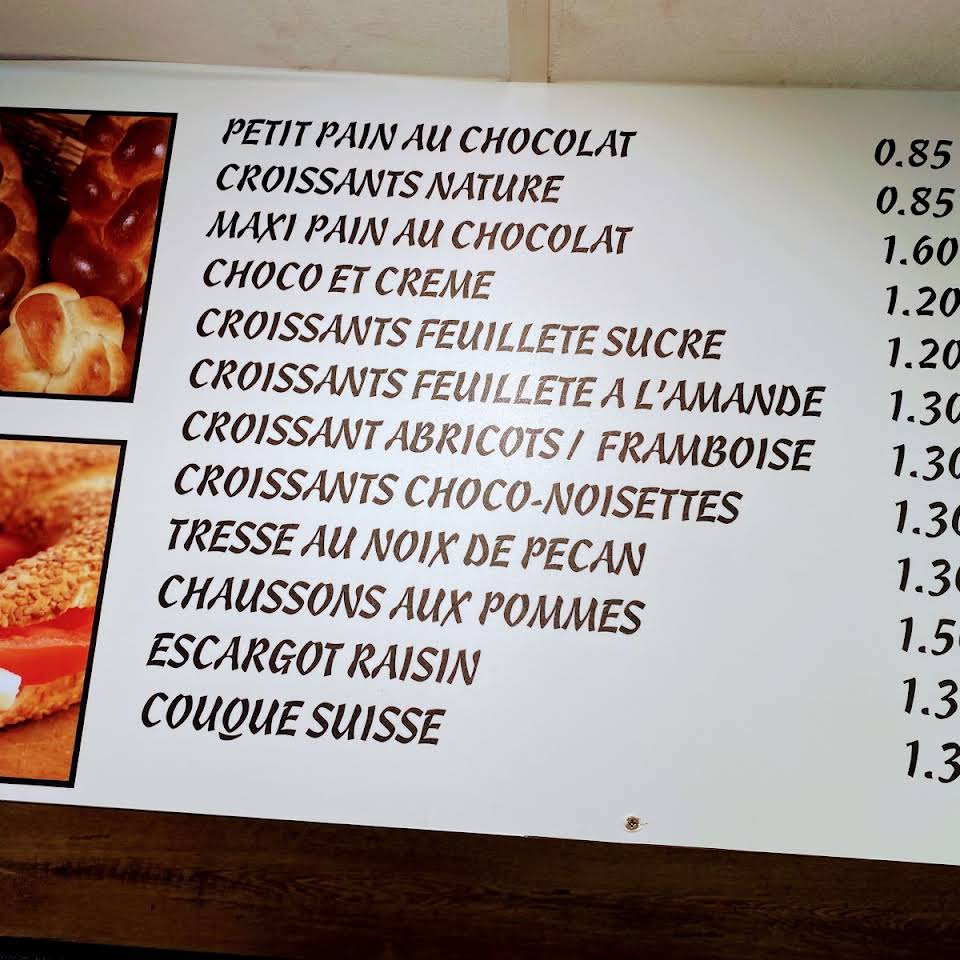 PETIT PAIN AU CHOCOLAT 0.85
CROISSANTS NATURE 0.85
MAXI PAIN AU CHOCOLAT 1.60
CHOCO ET CREME 1.20
CROISSANTS FEUILLETE SUCRE 1.20
CROISSANTS FEUILLETE A L'AMANDE 1.30
CROISSANT ABRICOTS / FRAMBOISE 1.30
CROISSANTS CHOCO-NOISETTES 1.30
TRESSE AU NOIX DE PECAN 1.30
CHAUSSONS AUX POMMES 1.5
ESCARGOT RAISIN 1.3
COUQUE SUISSE 1.3